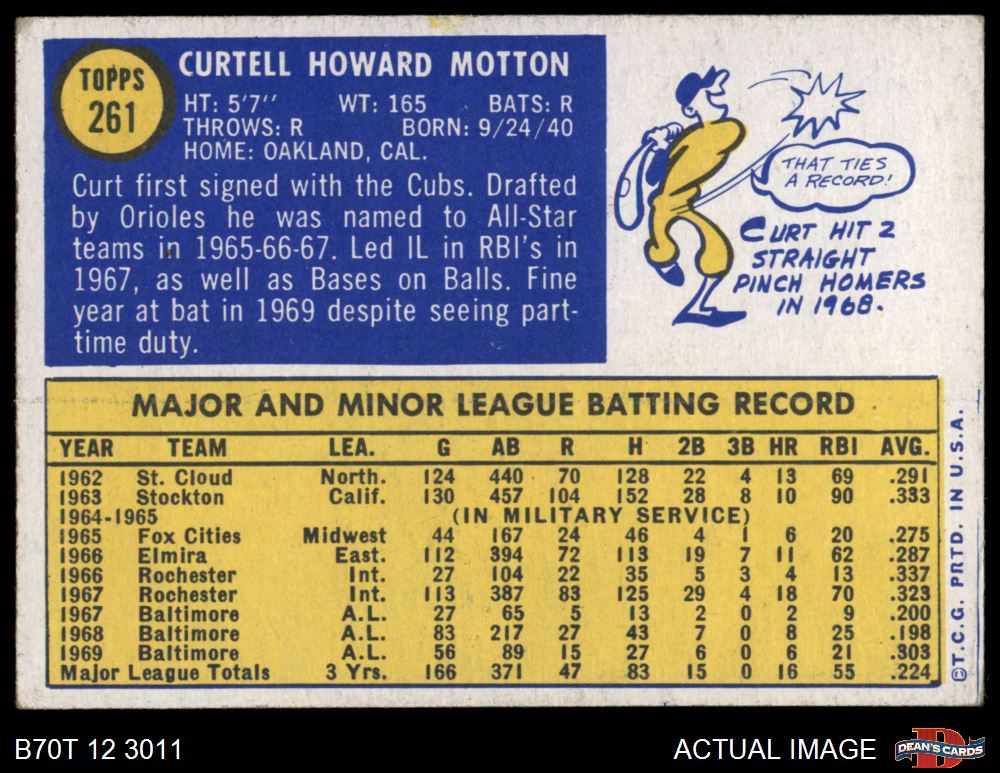 TOPPS
261
CURTELL HOWARD MOTTON
HT: 5'7" WT: 165 BATS: R
THROWS: R BORN: 9/24/40
HOME: OAKLAND, CAL.
Curt first signed with the Cubs. Drafted
by Orioles he was named to All-Star
teams in 1965-66-67. Led IL in RBI's in
1967, as well as Bases on Balls. Fine
year at bat in 1969 despite seeing part-
time duty.
THAT TIES
A RECORD!
CURT HIT 2
STRAIGHT
PINCH HOMERS
IN 1968.
MAJOR AND MINOR LEAGUE BATTING RECORD
YEAR TEAM LEA. G AB R H 2B 3B HR RBI AVG.
1962 St. Cloud North. 124 440 70 128 22 4 13 69 .291
1963 Stockton Calif. 130 457 104 152 28 8 10 90 .333
1964-1965 (IN MILITARY SERVICE)
1965 Fox Cities Midwest 44 167 24 46 4 1 6 20 .275
1966 Elmira East. 112 394 72 113 19 7 11 62 .287
1966 Rochester Int. 27 104 22 35 5 3 4 13 .337
1967 Rochester Int. 113 387 83 125 29 4 18 70 .323
1967 Baltimore A.L. 27 65 5 13 2 0 2 9 .200
1968 Baltimore A.L. 83 217 27 43 7 0 8 25 .198
1969 Baltimore A.L. 56 89 15 27 6 0 6 21 .303
Major League Totals 3 Yrs. 166 371 47 83 15 0 16 55 .224
©T.C.G. PRTD. IN U.S.A.
B70T 12 3011
ACTUAL IMAGE
D
DEAN'S CARDS